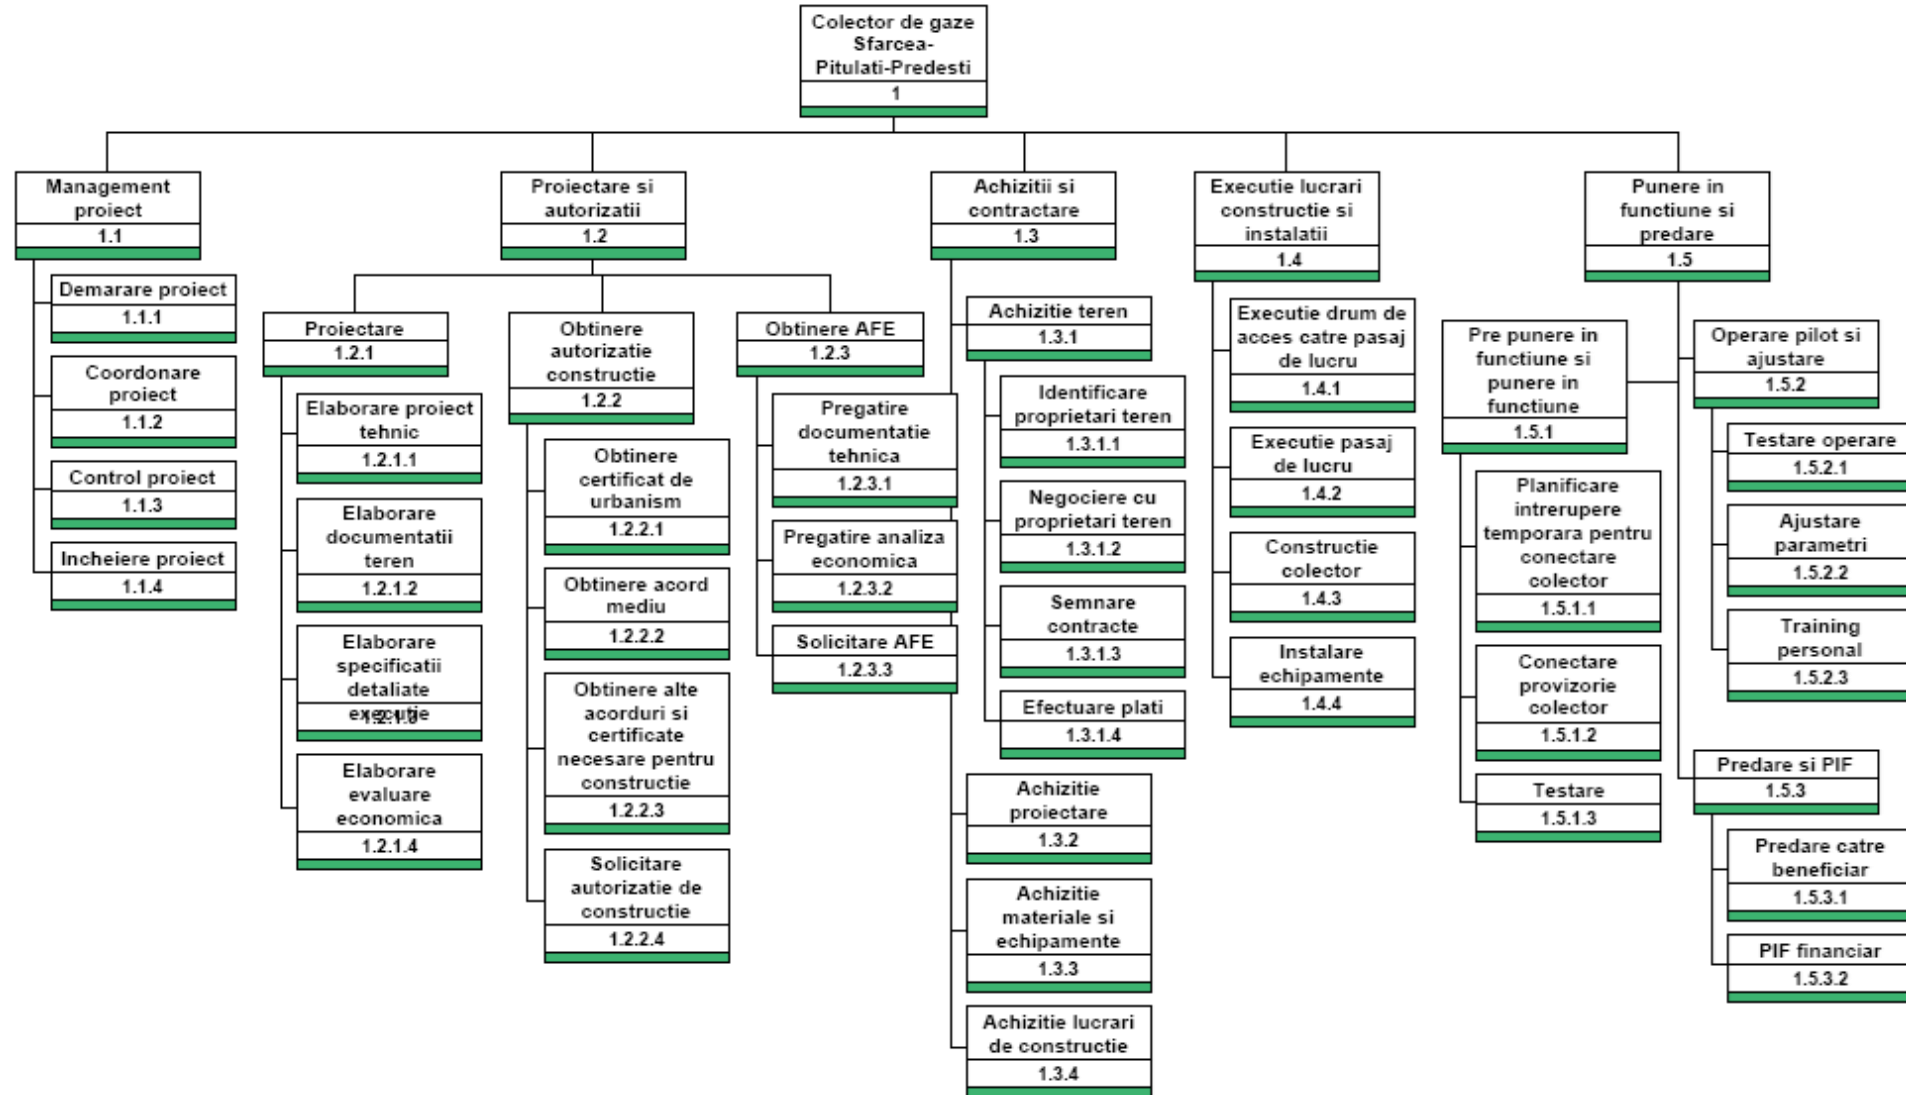 Colector de gaze
Sfarcea-
Pitulati-Predesti
1
Management
proiect
1.1
Demarare proiect
1.1.1
Coordonare
proiect
1.1.2
Control proiect
1.1.3
Incheiere proiect
1.1.4
Proiectare si
autorizatii
1.2
Proiectare
1.2.1
Elaborare proiect
tehnic
1.2.1.1
Elaborare
documentatii
teren
1.2.1.2
Elaborare
specificatii
detaliate
executie
1.2.1.3
Elaborare
evaluare
economica
1.2.1.4
Obtinere
autorizatie
constructie
1.2.2
Obtinere
certificat de
urbanism
1.2.2.1
Obtinere acord
mediu
1.2.2.2
Obtinere alte
acorduri si
certificate
necesare pentru
constructie
1.2.2.3
Solicitare
autorizatie de
constructie
1.2.2.4
Obtinere AFE
1.2.3
Pregatire
documentatie
tehnica
1.2.3.1
Pregatire analiza
economica
1.2.3.2
Solicitare AFE
1.2.3.3
Achizitii si
contractare
1.3
Achizitie teren
1.3.1
Identificare
proprietari teren
1.3.1.1
Negociere cu
proprietari teren
1.3.1.2
Semnare
contracte
1.3.1.3
Efectuare plati
1.3.1.4
Achizitie
proiectare
1.3.2
Achizitie
materiale si
echipamente
1.3.3
Achizitie lucrari
de constructie
1.3.4
Executie lucrari
constructie si
instalatii
1.4
Executie drum de
acces catre pasaj
de lucru
1.4.1
Executie pasaj
de lucru
1.4.2
Constructie
colector
1.4.3
Instalare
echipamente
1.4.4
Punere in
functiune si
predare
1.5
Pre punere in
functiune si
punere in
functiune
1.5.1
Planificare
intrerupere
temporara pentru
conectare
colector
1.5.1.1
Conectare
provizorie
colector
1.5.1.2
Testare
1.5.1.3
Operare pilot si
ajustare
1.5.2
Testare operare
1.5.2.1
Ajustare
parametri
1.5.2.2
Training
personal
1.5.2.3
Predare si PIF
1.5.3
Predare catre
beneficiar
1.5.3.1
PIF financiar
1.5.3.2